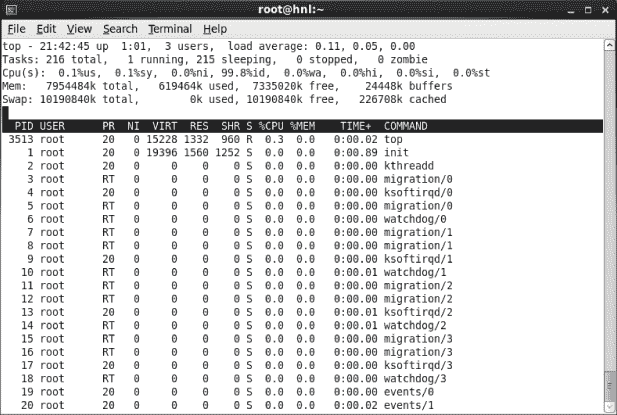 root@hnl:~
File Edit View Search Terminal Help
top - 21:42:45 up 1:01, 3 users, load average: 0.11, 0.05, 0.00
Tasks: 216 total, 1 running, 215 sleeping, 0 stopped, 0 zombie
Cpu(s): 0.1%us, 0.1%sy, 0.0%ni, 99.8%id, 0.0%wa, 0.0%hi, 0.0%si, 0.0%st
Mem: 7954484k total, 619464k used, 7335020k free, 24448k buffers
Swap: 10190840k total, 0k used, 10190840k free, 226708k cached
PID USER PR NI VIRT RES SHR S %CPU %MEM TIME+ COMMAND
3513 root 20 0 15228 1332 960 R 0.3 0.0 0:00.02 top
1 root 20 0 19396 1560 1252 S 0.0 0.0 0:00.89 init
2 root 20 0 0 0 0 S 0.0 0.0 0:00.00 kthreadd
3 root RT 0 0 0 0 S 0.0 0.0 0:00.00 migration/0
4 root 20 0 0 0 0 S 0.0 0.0 0:00.00 ksoftirqd/0
5 root RT 0 0 0 0 S 0.0 0.0 0:00.00 migration/0
6 root RT 0 0 0 0 S 0.0 0.0 0:00.00 watchdog/0
7 root RT 0 0 0 0 S 0.0 0.0 0:00.00 migration/1
8 root RT 0 0 0 0 S 0.0 0.0 0:00.00 migration/1
9 root 20 0 0 0 0 S 0.0 0.0 0:00.00 ksoftirqd/1
10 root RT 0 0 0 0 S 0.0 0.0 0:00.01 watchdog/1
11 root RT 0 0 0 0 S 0.0 0.0 0:00.00 migration/2
12 root RT 0 0 0 0 S 0.0 0.0 0:00.00 migration/2
13 root 20 0 0 0 0 S 0.0 0.0 0:00.01 ksoftirqd/2
14 root RT 0 0 0 0 S 0.0 0.0 0:00.01 watchdog/2
15 root RT 0 0 0 0 S 0.0 0.0 0:00.00 migration/3
16 root RT 0 0 0 0 S 0.0 0.0 0:00.00 migration/3
17 root 20 0 0 0 0 S 0.0 0.0 0:00.00 ksoftirqd/3
18 root RT 0 0 0 0 S 0.0 0.0 0:00.00 watchdog/3
19 root 20 0 0 0 0 S 0.0 0.0 0:00.00 events/0
20 root 20 0 0 0 0 S 0.0 0.0 0:00.02 events/1